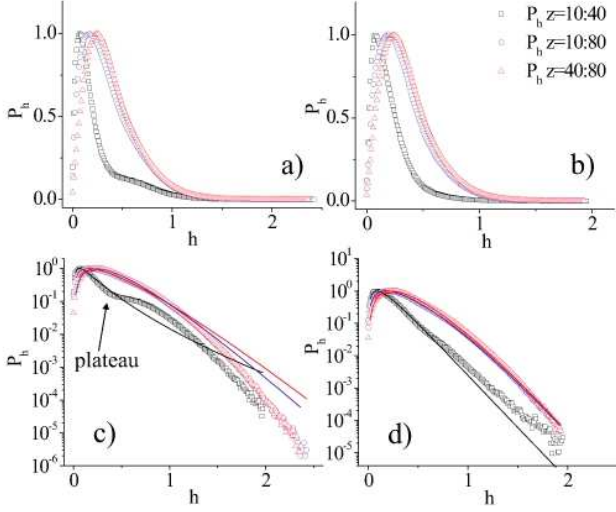 P_h z=10:40
P_h z=10:80
P_h z=40:80
1.0
0.5
0.0
P_h
a)
0 1 2
h
1.0
0.5
0.0
P_h
b)
0 1 2
h
10^0
10^-1
10^-2
10^-3
10^-4
10^-5
10^-6
P_h
plateau
c)
0 1 2
h
10^1
10^0
10^-1
10^-2
10^-3
10^-4
10^-5
P_h
d)
0 1 2
h